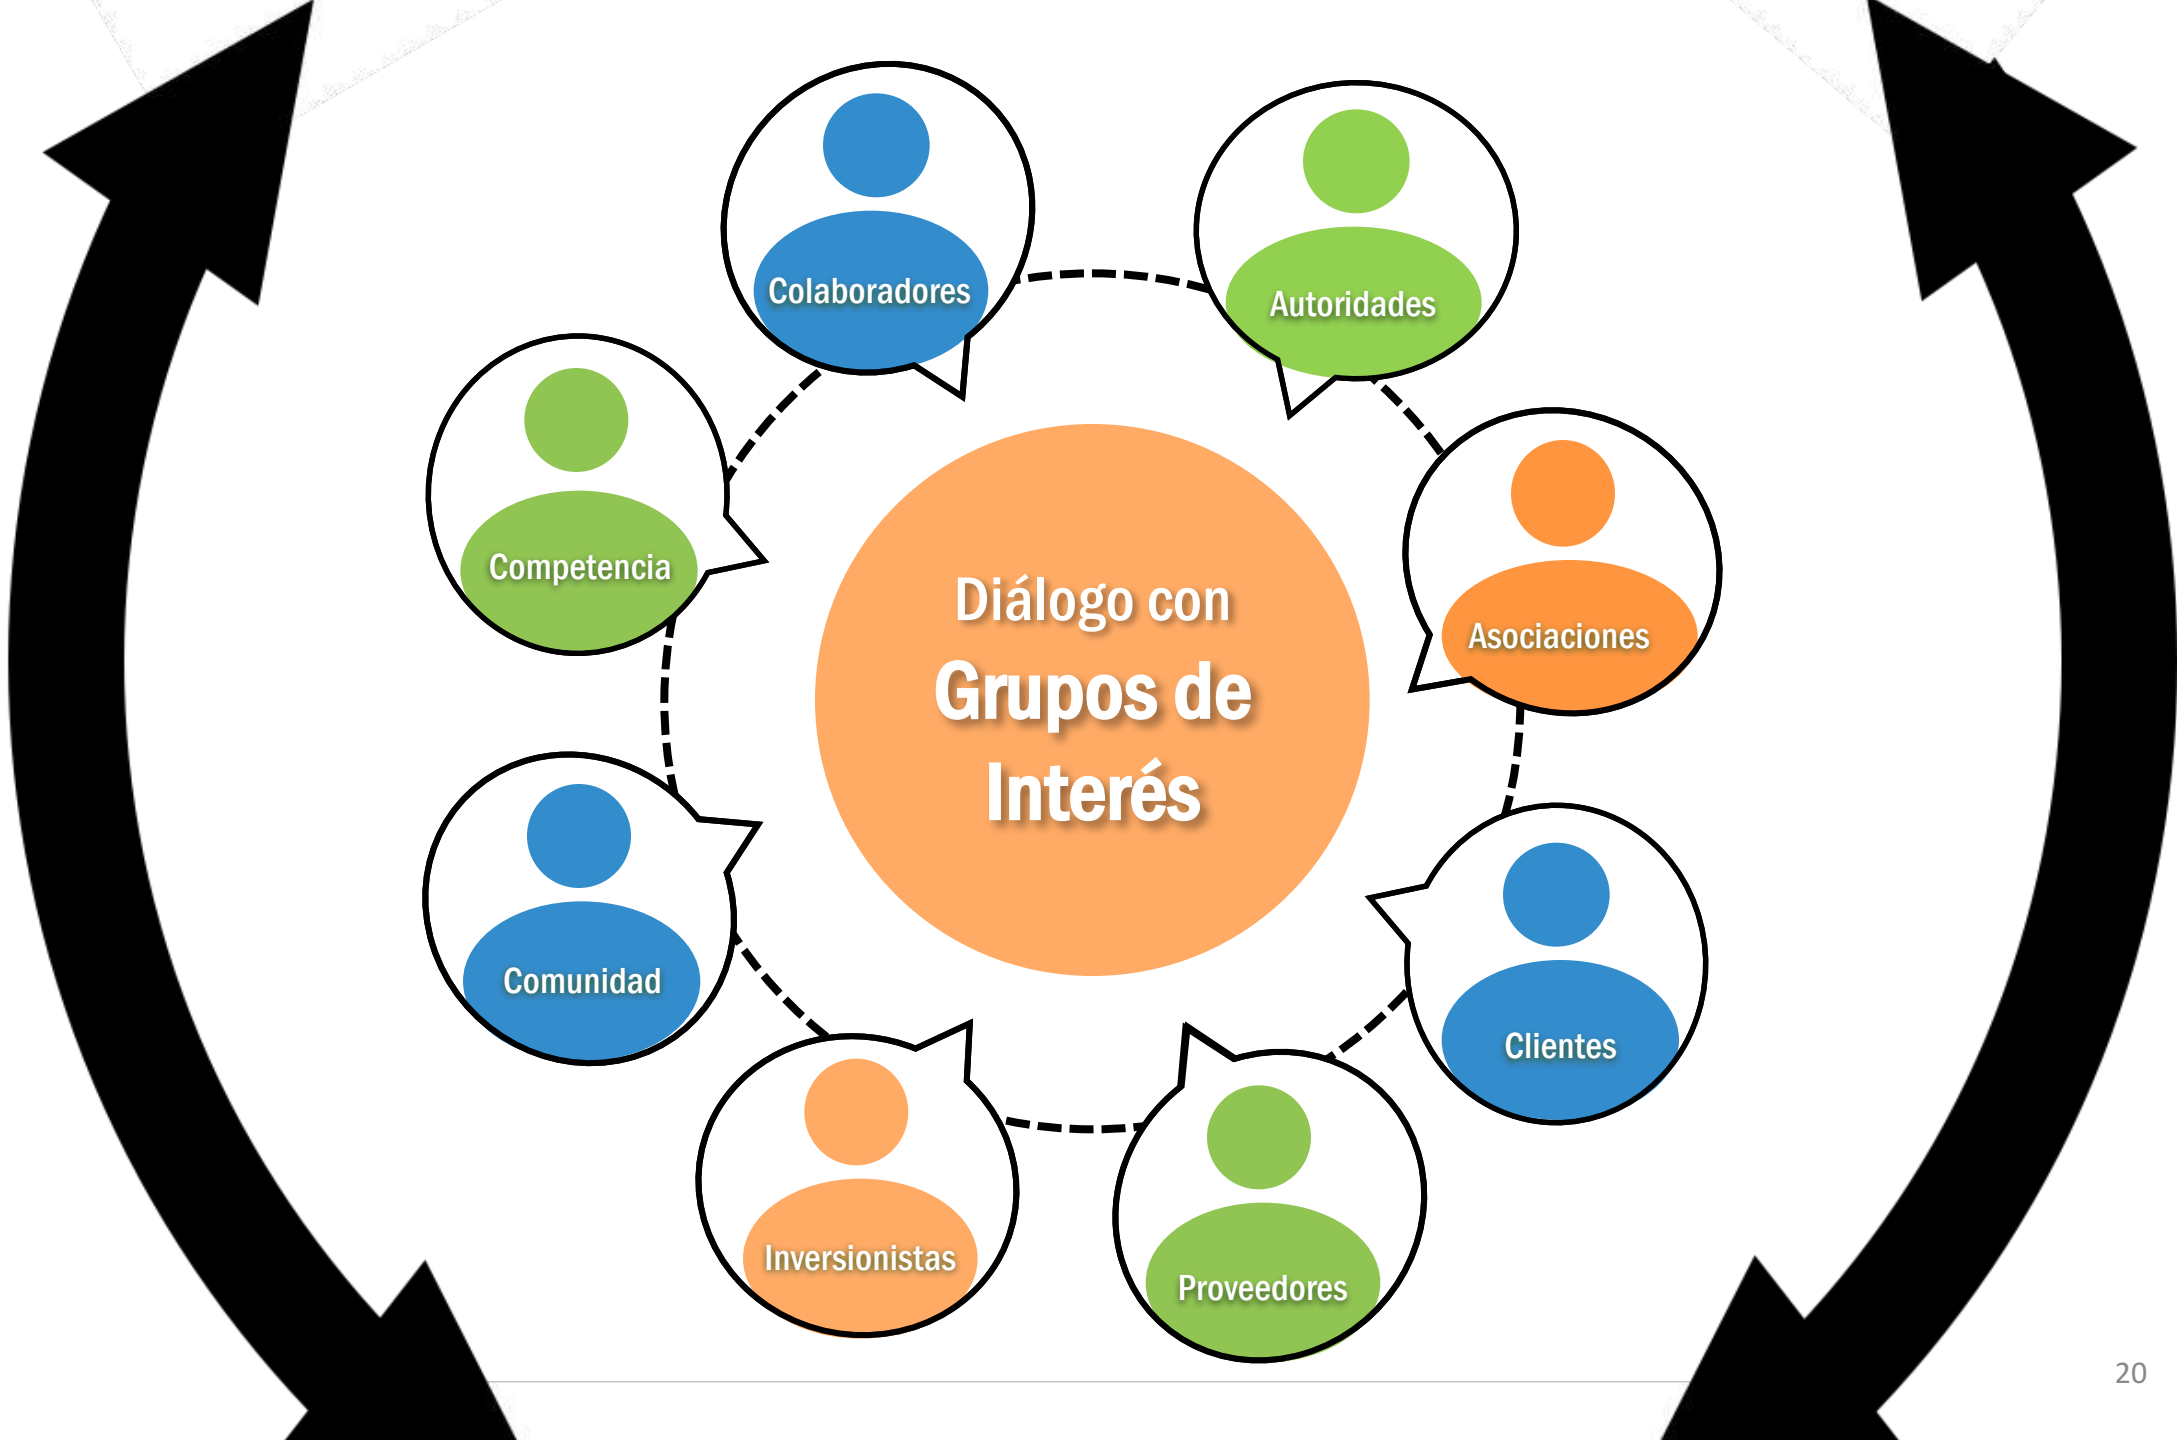 Colaboradores
Autoridades
Competencia
Asociaciones
Diálogo con
Grupos de
Interés
Comunidad
Clientes
Inversionistas
Proveedores
20